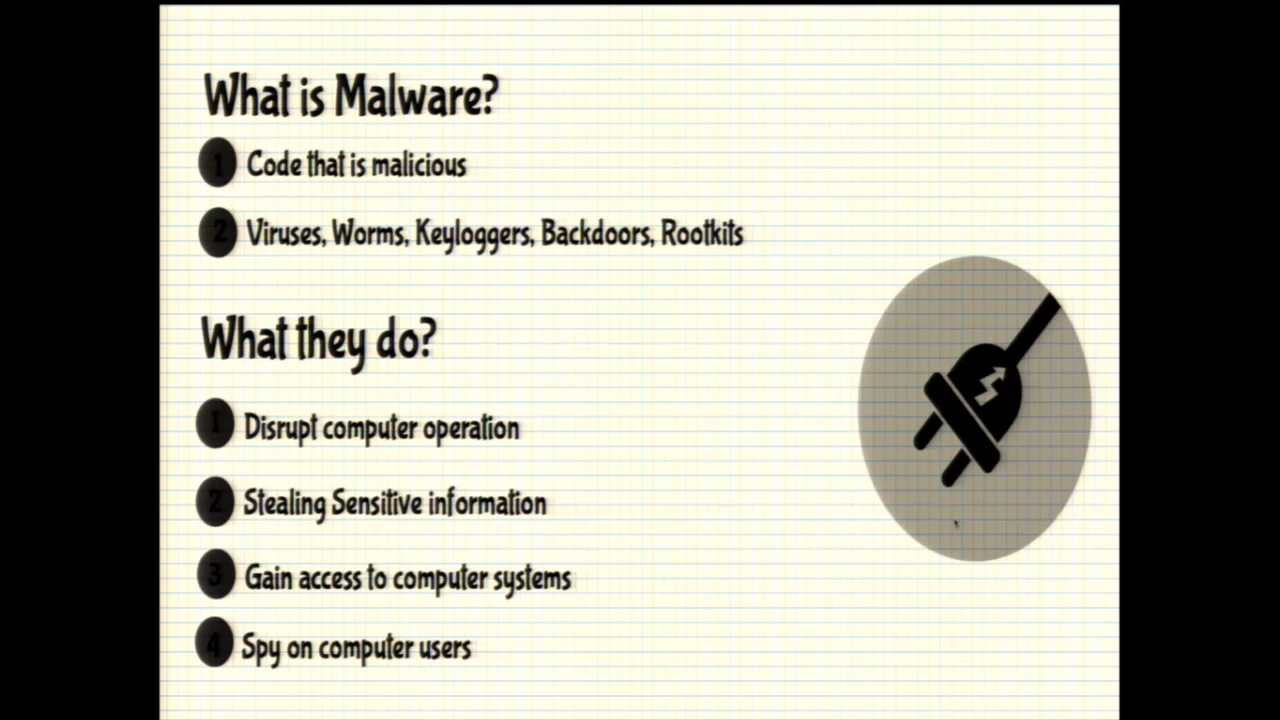 What is Malware?
1 Code that is malicious
2 Viruses, Worms, Keyloggers, Backdoors, Rootkits
What they do?
1 Disrupt computer operation
2 Stealing Sensitive information
3 Gain access to computer systems
4 Spy on computer users